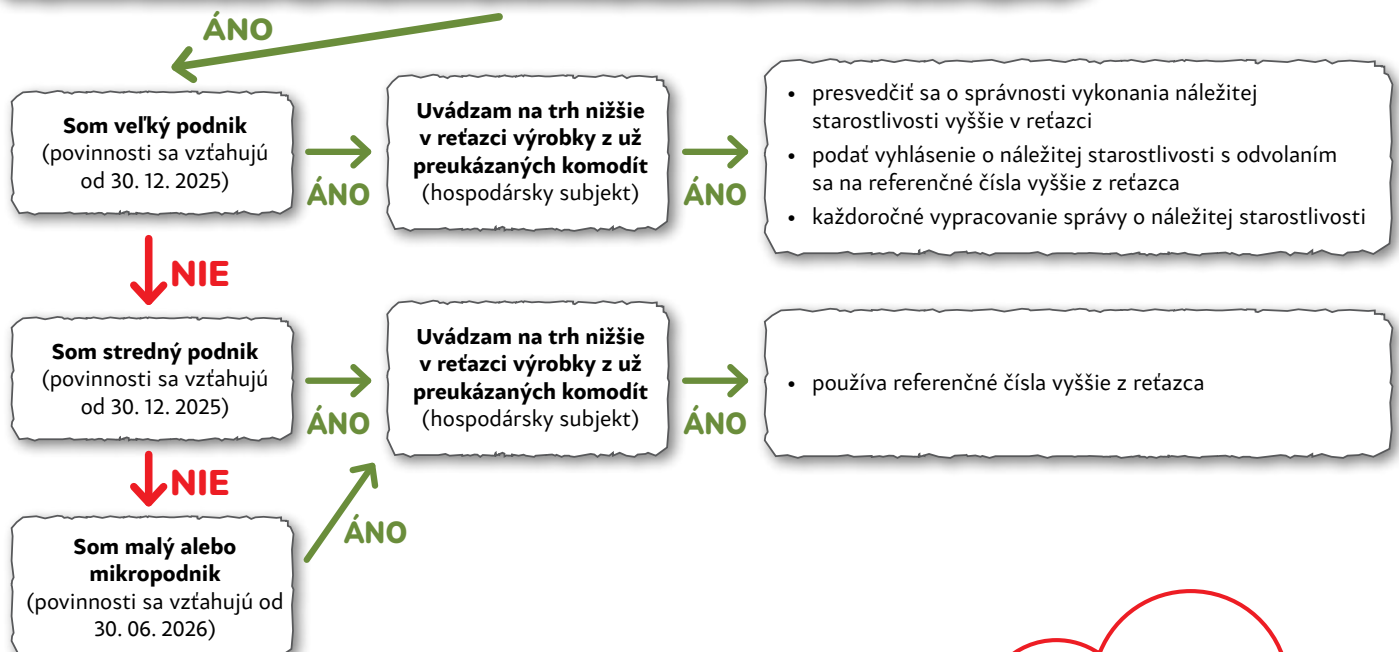 ÁNO
Som veľký podnik
(povinnosti sa vzťahujú
od 30. 12. 2025)
ÁNO
Uvádzam na trh nižšie
v reťazci výrobky z už
preukázaných komodít
(hospodársky subjekt)
ÁNO
• presvedčiť sa o správnosti vykonania náležitej
starostlivosti vyššie v reťazci
• podať vyhlásenie o náležitej starostlivosti s odvolaním
sa na referenčné čísla vyššie z reťazca
• každoročné vypracovanie správy o náležitej starostlivosti
NIE
Som stredný podnik
(povinnosti sa vzťahujú
od 30. 12. 2025)
ÁNO
Uvádzam na trh nižšie
v reťazci výrobky z už
preukázaných komodít
(hospodársky subjekt)
ÁNO
• používa referenčné čísla vyššie z reťazca
NIE
Som malý alebo
mikropodnik
(povinnosti sa vzťahujú od
30. 06. 2026)
ÁNO